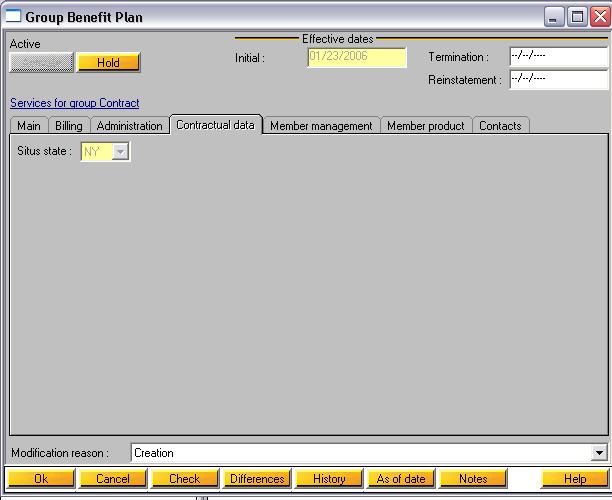 Group Benefit Plan
Active
Effective dates
Hold
Initial :
01/23/2006
Termination :
--/--/----
Reinstatement :
--/--/----
Services for group Contract
Main
Billing
Administration
Contractual data
Member management
Member product
Contacts
Situs state :
NY
Modification reason :
Creation
Ok
Cancel
Check
Differences
History
As of date
Notes
Help